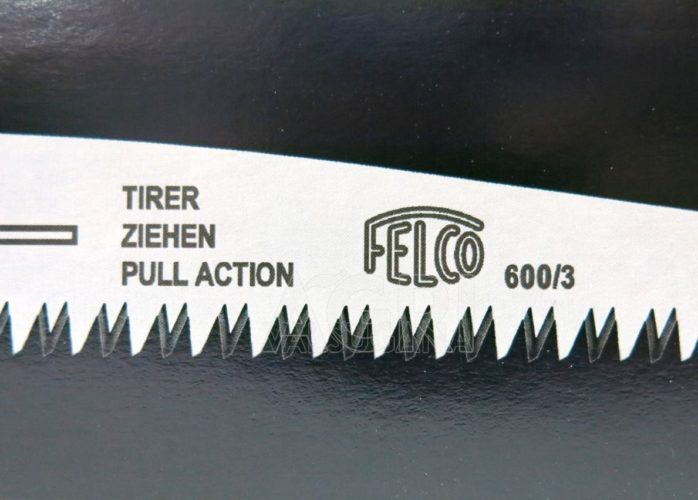 TIRER
ZIEHEN
PULL ACTION
FELCO
600/3